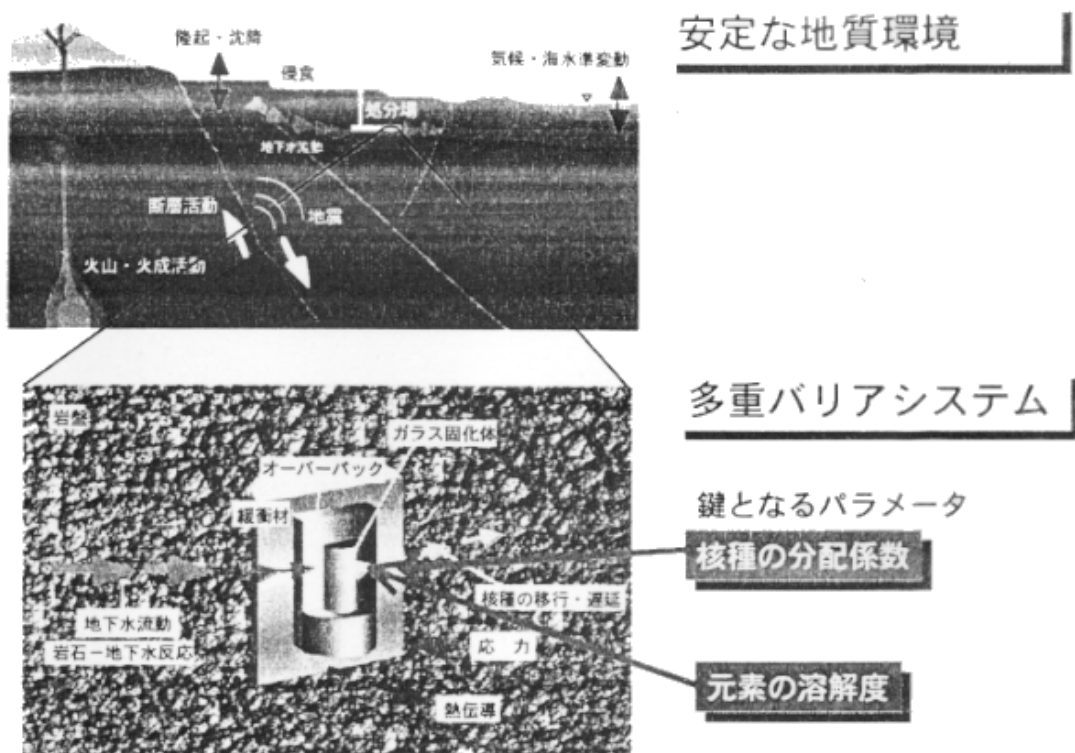 安定な地質環境
隆起・沈降
気候・海水準変動
侵食
処分場
地下水流動
断層活動
地震
火山・火成活動
多重バリアシステム
岩盤
ガラス固化体
オーバーパック
緩衝材
鍵となるパラメータ
核種の分配係数
核種の移行・遅延
地下水流動
岩石－地下水反応
応力
元素の溶解度
熱伝導